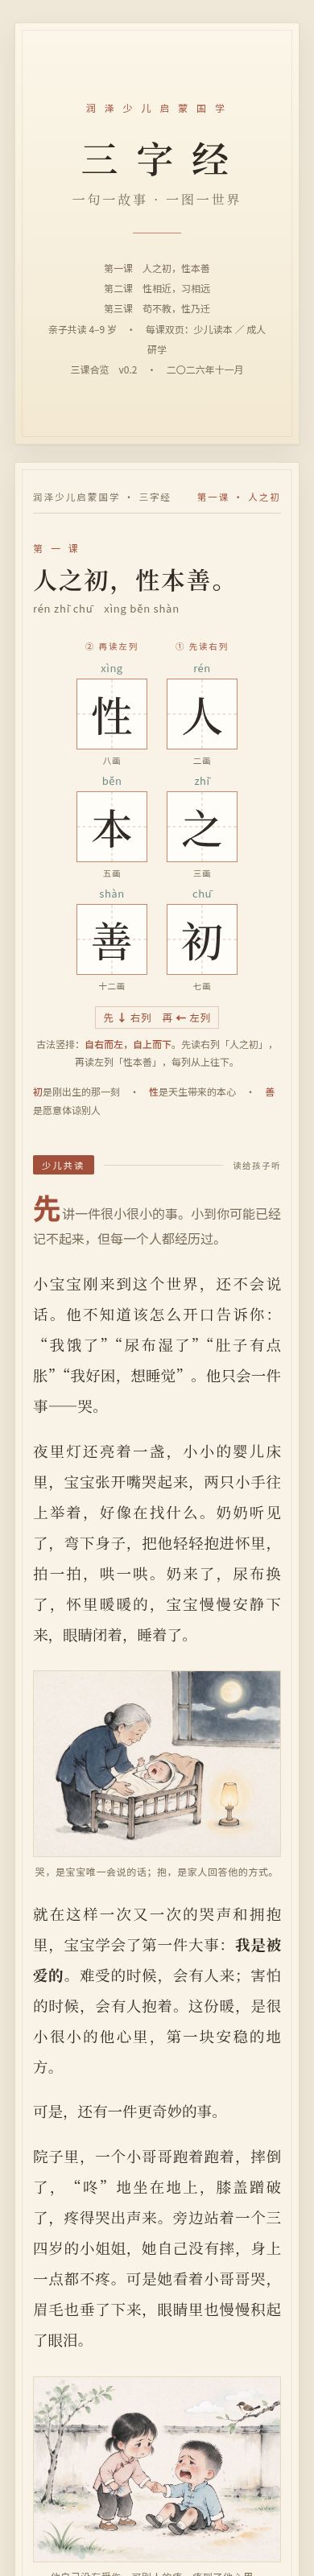 润泽少儿启蒙国学
三字经
一句一故事 · 一图一世界
第一课 人之初，性本善
第二课 性相近，习相远
第三课 苟不教，性乃迁
亲子共读 4–9 岁 · 每课双页：少儿读本 ／ 成人
研学
三课合览 v0.2 · 二〇二六年十一月
润泽少儿启蒙国学 · 三字经 第一课 · 人之初
第一课
人之初，性本善。
rén zhī chū xìng běn shàn
② 再读左列 ① 先读右列
xìng rén
性 人
八画 二画
běn zhī
本 之
五画 三画
shàn chū
善 初
十二画 七画
先 ↓ 右列 再 ← 左列
古法竖排：自右而左，自上而下。先读右列「人之初」，
再读左列「性本善」，每列从上往下。
初是刚出生的那一刻 · 性是天生带来的本心 · 善
是愿意体谅别人
少儿共读 读给孩子听
先讲一件很小很小的事。小到你可能已经
记不起来，但每一个人都经历过。
小宝宝刚来到这个世界，还不会说
话。他不知道该怎么开口告诉你：
“我饿了”“尿布湿了”“肚子有点
胀”“我好困，想睡觉”。他只会一件
事——哭。
夜里灯还亮着一盏，小小的婴儿床
里，宝宝张开嘴哭起来，两只小手往
上举着，好像在找什么。奶奶听见
了，弯下身子，把他轻轻抱进怀里，
拍一拍，哄一哄。奶来了，尿布换
了，怀里暖暖的，宝宝慢慢安静下
来，眼睛闭着，睡着了。
哭，是宝宝唯一会说的话；抱，是家人回答他的方式。
就在这样一次又一次的哭声和拥抱
里，宝宝学会了第一件大事：我是被
爱的。难受的时候，会有人来；害怕
的时候，会有人抱着。这份暖，是很
小很小的他心里，第一块安稳的地
方。
可是，还有一件更奇妙的事。
院子里，一个小哥哥跑着跑着，摔倒
了，“咚”地坐在地上，膝盖蹭破
了，疼得哭出声来。旁边站着一个三
四岁的小姐姐，她自己没有摔，身上
一点都不疼。可是她看着小哥哥哭，
眉毛也垂了下来，眼睛里也慢慢积起
了眼泪。